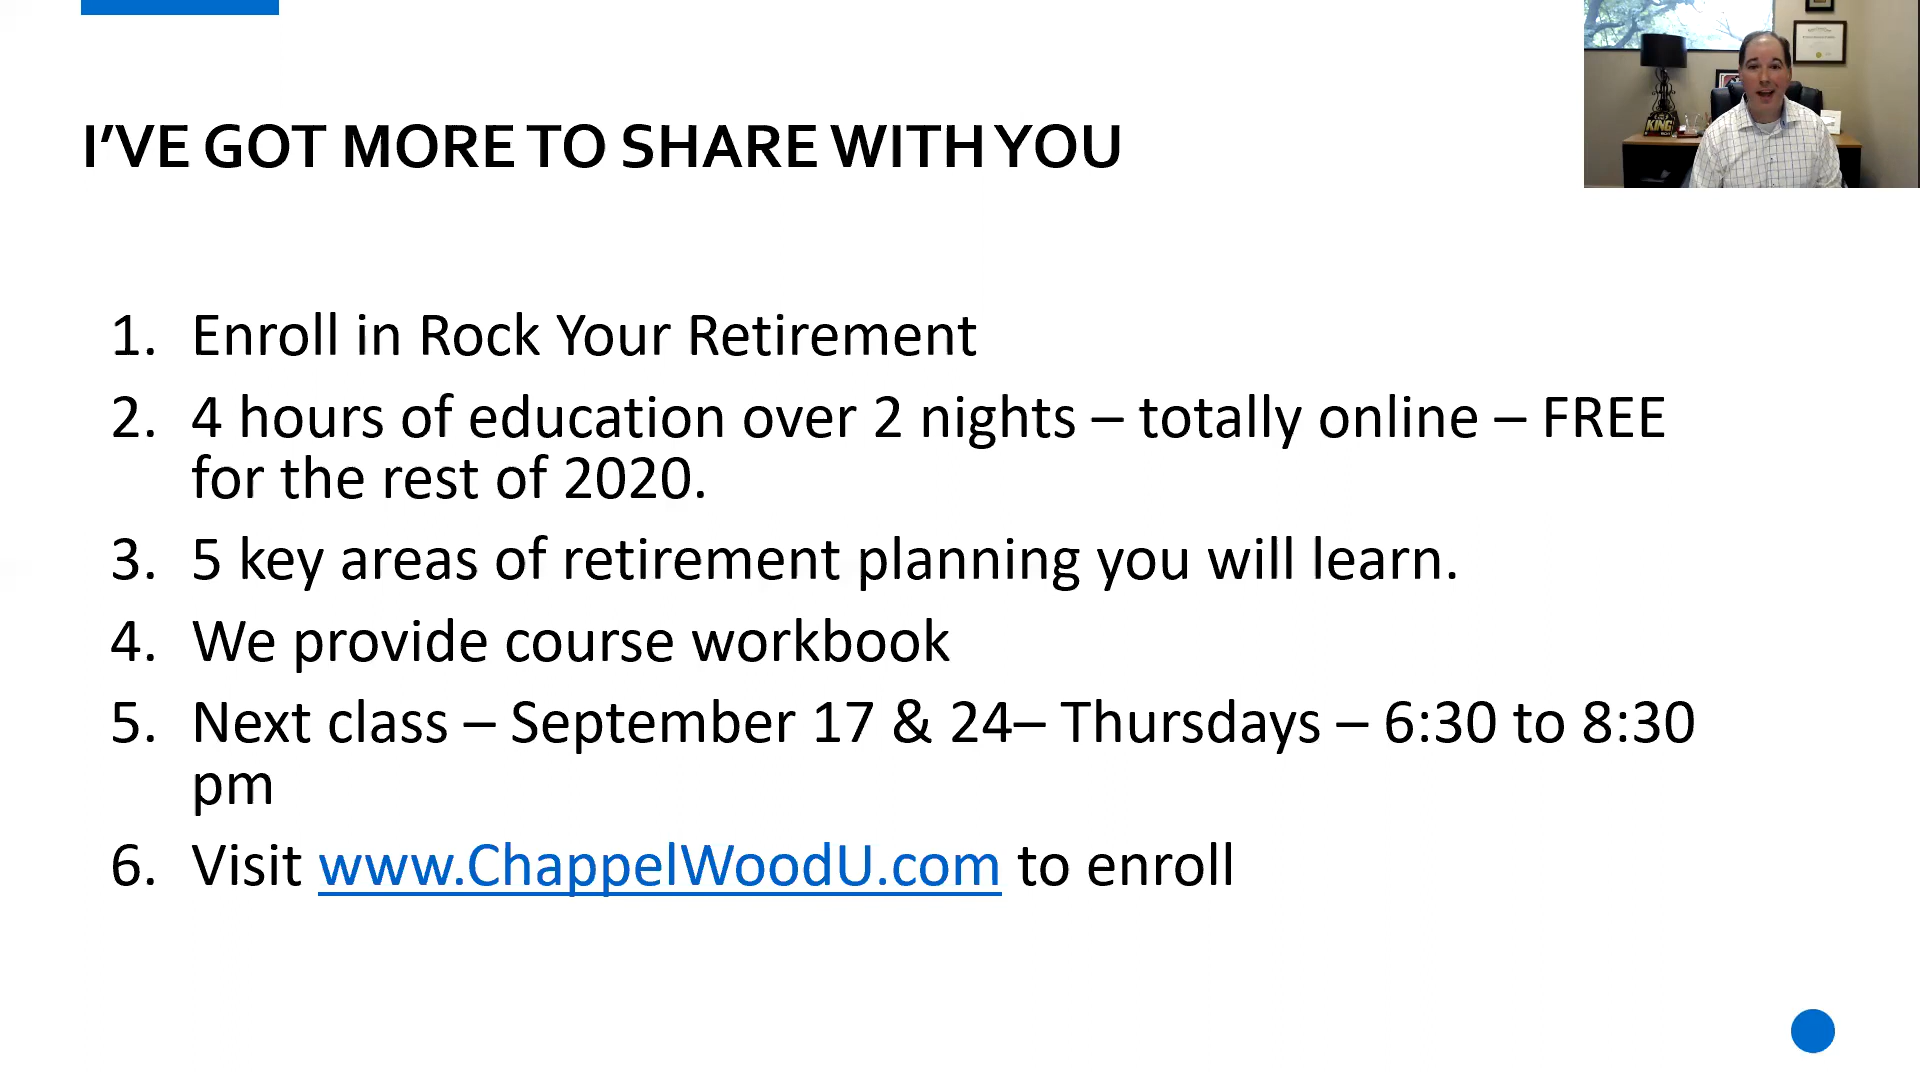 I’VE GOT MORE TO SHARE WITH YOU
1. Enroll in Rock Your Retirement
2. 4 hours of education over 2 nights – totally online – FREE
for the rest of 2020.
3. 5 key areas of retirement planning you will learn.
4. We provide course workbook
5. Next class – September 17 & 24– Thursdays – 6:30 to 8:30
pm
6. Visit www.ChappelWoodU.com to enroll
KING